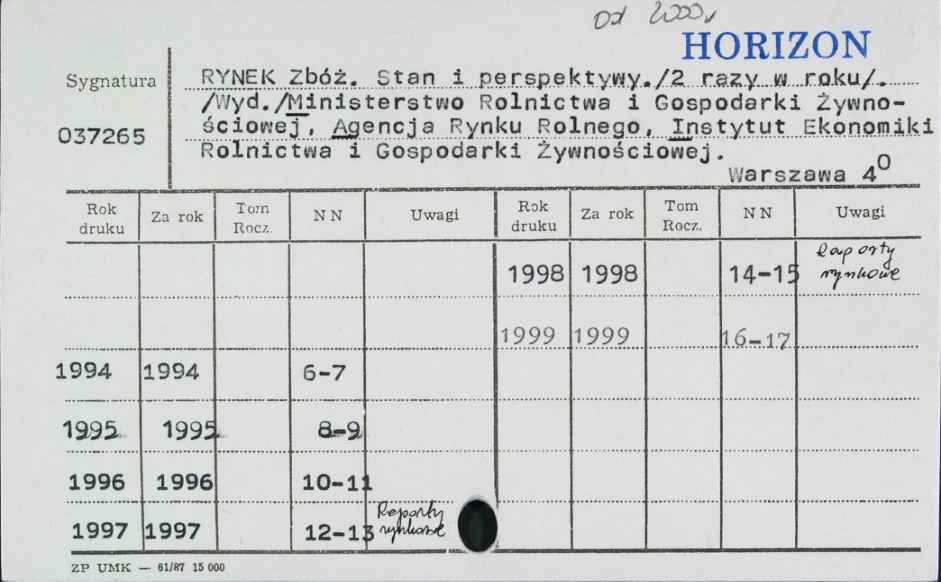 od 2000r
HORIZON
Sygnatura
037265
RYNEK Zbóż. Stan i perspektywy./2 razy w roku/.
/Wyd./Ministerstwo Rolnictwa i Gospodarki Żywno-
ściowej, Agencja Rynku Rolnego, Instytut Ekonomiki
Rolnictwa i Gospodarki Żywnościowej.
Warszawa 4⁰
Rok druku Za rok Tom Rocz. NN Uwagi Rok druku Za rok Tom Rocz. NN Uwagi
1998 1998 14-15 Raporty rynkowe
1999 1999 16-17
1994 1994 6-7
1995 1995 8-9
1996 1996 10-11
1997 1997 12-13 Raporty rynkowe
ZP UMK — 61/87 15 000